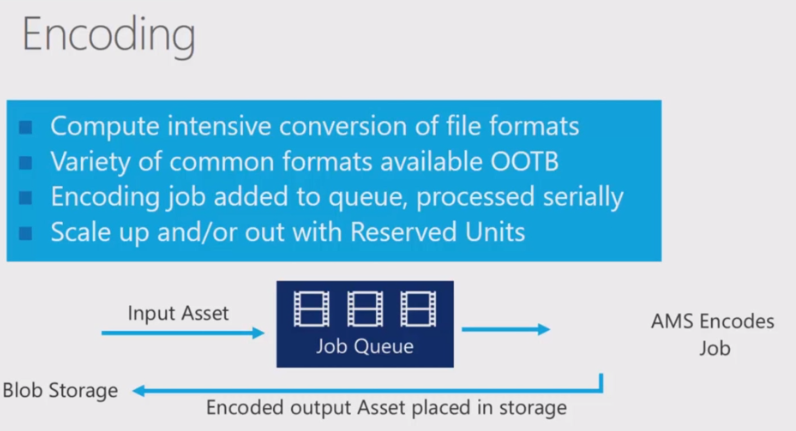 Encoding
Compute intensive conversion of file formats
Variety of common formats available OOTB
Encoding job added to queue, processed serially
Scale up and/or out with Reserved Units
Input Asset
Job Queue
AMS Encodes
Job
Blob Storage
Encoded output Asset placed in storage